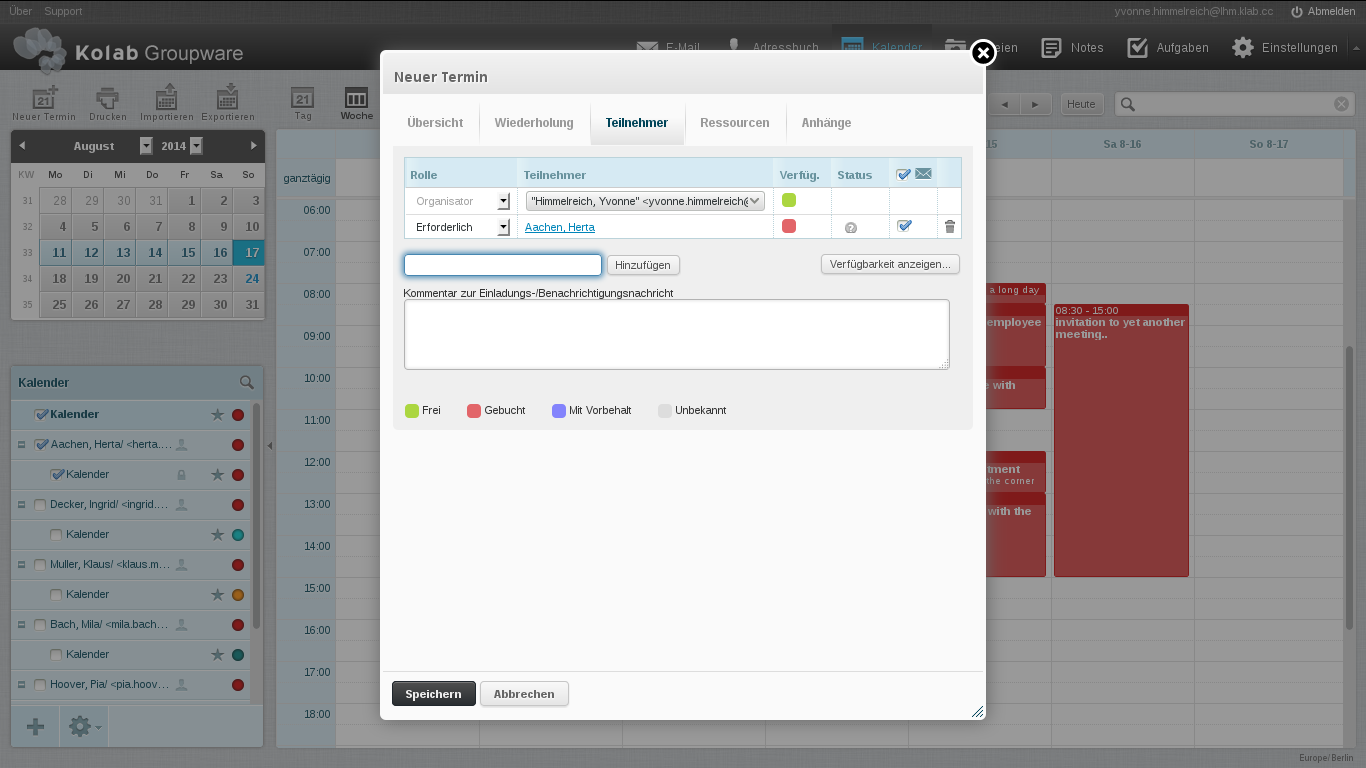 Über Support
yvonne.himmelreich@lhm.klab.cc Abmelden
Kolab Groupware
E-Mail Adressbuch Kalender Notes Aufgaben Einstellungen
Neuer Termin Drucken Importieren Exportieren Tag Woche
Heute
August 2014
KW Mo Di Mi Do Fr Sa So
31 28 29 30 31 1 2 3
32 4 5 6 7 8 9 10
33 11 12 13 14 15 16 17
34 18 19 20 21 22 23 24
35 25 26 27 28 29 30 31
Kalender
Kalender
Aachen, Herta/ <herta....
Kalender
Decker, Ingrid/ <ingrid....
Kalender
Muller, Klaus/ <klaus.m...
Kalender
Bach, Mila/ <mila.bach...
Kalender
Hoover, Pia/ <pia.hoov...
Neuer Termin
Übersicht Wiederholung Teilnehmer Ressourcen Anhänge
Rolle Teilnehmer Verfüg. Status
Organisator "Himmelreich, Yvonne" <yvonne.himmelreich@
Erforderlich Aachen, Herta
Hinzufügen Verfügbarkeit anzeigen...
Kommentar zur Einladungs-/Benachrichtigungsnachricht
Frei Gebucht Mit Vorbehalt Unbekannt
Speichern Abbrechen
15 Sa 8-16 So 8-17
ganztägig
06:00
07:00
08:00
09:00
10:00
11:00
12:00
13:00
14:00
15:00
16:00
17:00
18:00
a long day
employee
with
tment
the corner
with the
08:30 - 15:00
invitation to yet another
meeting..
Europe/Berlin